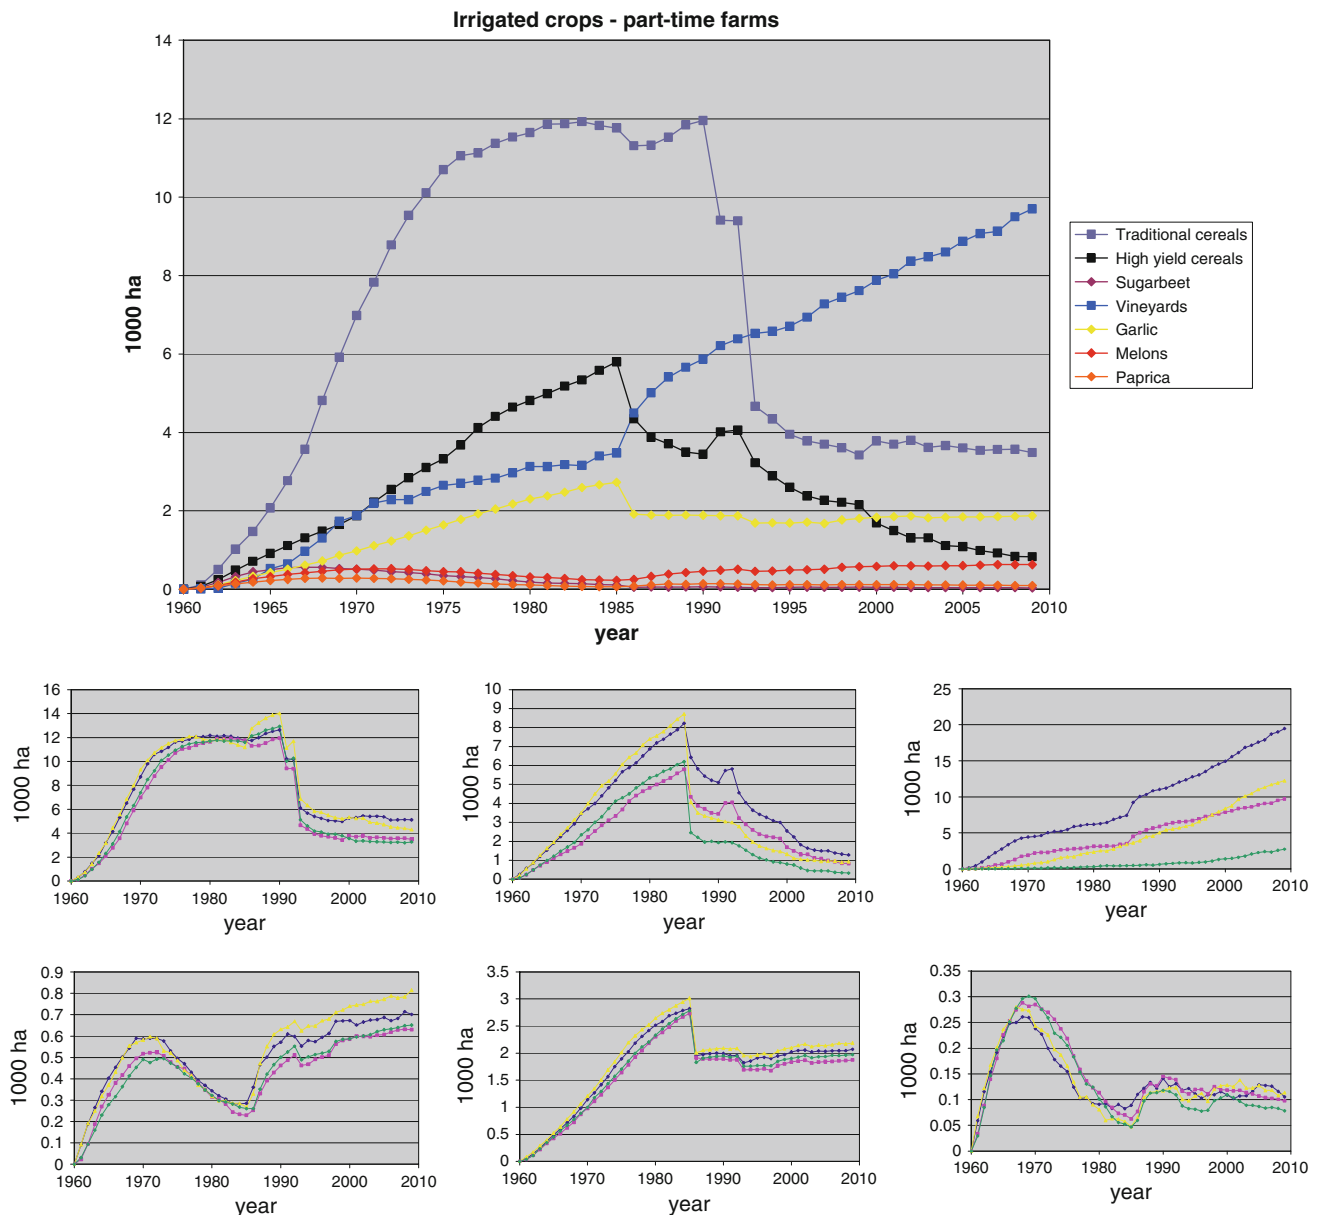 Irrigated crops - part-time farms
14
12
10
8
6
4
2
0
1000 ha
1960 1965 1970 1975 1980 1985 1990 1995 2000 2005 2010
year
Traditional cereals
High yield cereals
Sugarbeet
Vineyards
Garlic
Melons
Paprica
16
14
12
10
8
6
4
2
0
1000 ha
1960 1970 1980 1990 2000 2010
year
10
9
8
7
6
5
4
3
2
1
0
1000 ha
1960 1970 1980 1990 2000 2010
year
25
20
15
10
5
0
1000 ha
1960 1970 1980 1990 2000 2010
year
0.9
0.8
0.7
0.6
0.5
0.4
0.3
0.2
0.1
0
1000 ha
1960 1970 1980 1990 2000 2010
year
3.5
3
2.5
2
1.5
1
0.5
0
1000 ha
1960 1970 1980 1990 2000 2010
year
0.35
0.3
0.25
0.2
0.15
0.1
0.05
0
1000 ha
1960 1970 1980 1990 2000 2010
year